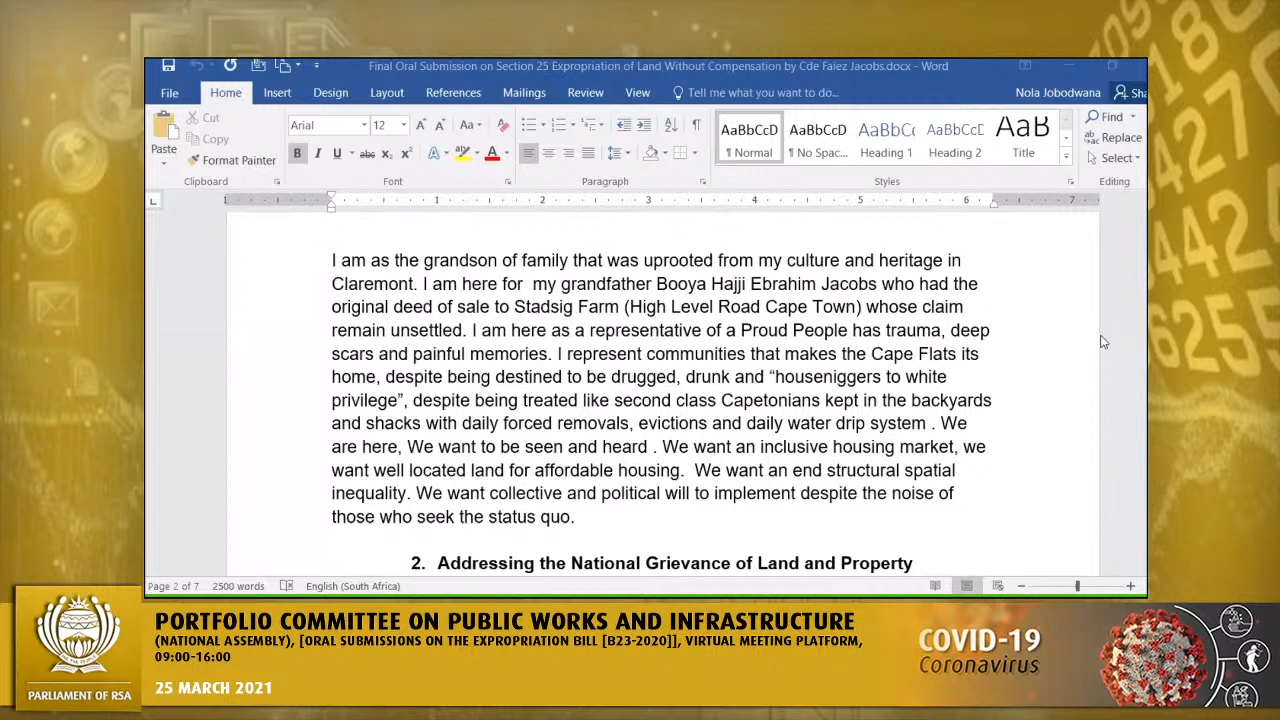 Final Oral Submission on Section 25 Expropriation of Land Without Compensation by Cde Faiez Jacobs.docx - Word
File Home Insert Design Layout References Mailings Review View Tell me what you want to do... Nola Jobodwana Sha
Paste
Cut
Copy
Format Painter
Clipboard
Arial 12
Font
Paragraph
AaBbCcD AaBbCcD AaBbCc AaBbCcD AaB
¶ Normal ¶ No Spac... Heading 1 Heading 2 Title
Styles
Find
Replace
Select
Editing
1 1 2 3 4 5 6 7
I am as the grandson of family that was uprooted from my culture and heritage in
Claremont. I am here for  my grandfather Booya Hajji Ebrahim Jacobs who had the
original deed of sale to Stadsig Farm (High Level Road Cape Town) whose claim
remain unsettled. I am here as a representative of a Proud People has trauma, deep
scars and painful memories. I represent communities that makes the Cape Flats its
home, despite being destined to be drugged, drunk and “houseniggers to white
privilege”, despite being treated like second class Capetonians kept in the backyards
and shacks with daily forced removals, evictions and daily water drip system . We
are here, We want to be seen and heard . We want an inclusive housing market, we
want well located land for affordable housing.  We want an end structural spatial
inequality. We want collective and political will to implement despite the noise of
those who seek the status quo.
2. Addressing the National Grievance of Land and Property
Page 2 of 7 2500 words English (South Africa)
PORTFOLIO COMMITTEE ON PUBLIC WORKS AND INFRASTRUCTURE
(NATIONAL ASSEMBLY), [ORAL SUBMISSIONS ON THE EXPROPRIATION BILL [B23-2020]], VIRTUAL MEETING PLATFORM,
09:00-16:00
25 MARCH 2021
PARLIAMENT OF RSA
COVID-19
Coronavirus